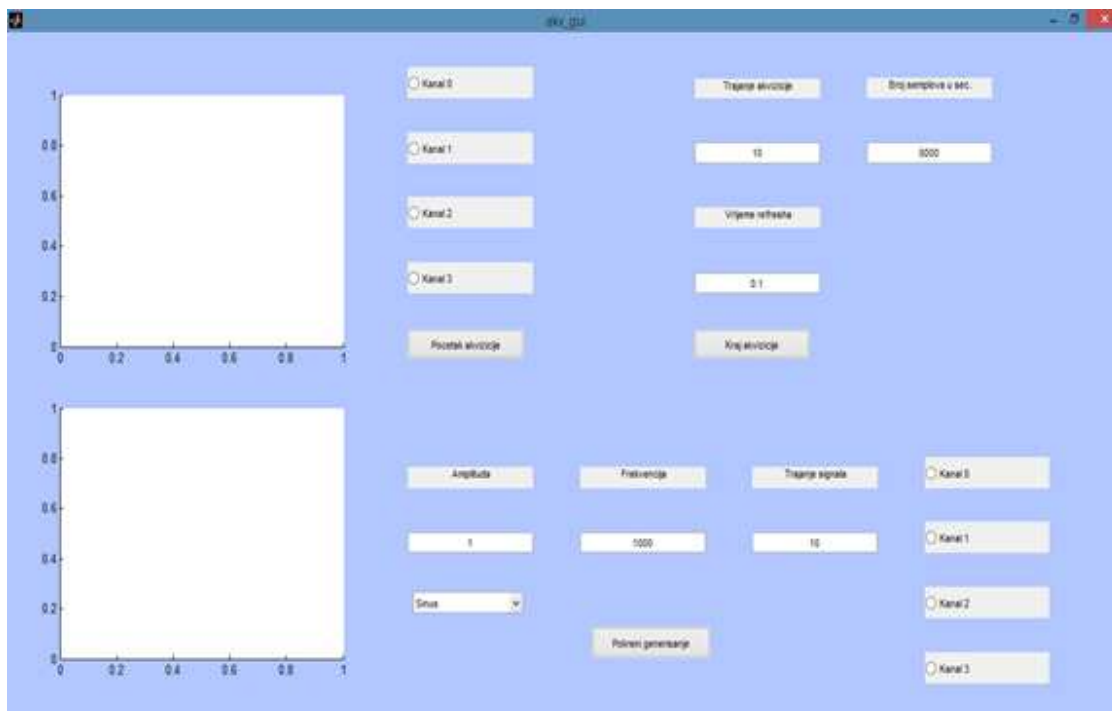 akv_gui
1
0.8
0.6
0.4
0.2
0
0 0.2 0.4 0.6 0.8 1
Kanal 0
Kanal 1
Kanal 2
Kanal 3
Pocetak akvizicije
Trajanje akvizicije
10
Broj semplova u sec.
8000
Vrijeme refresha
0.1
Kraj akvizicije
1
0.8
0.6
0.4
0.2
0
0 0.2 0.4 0.6 0.8 1
Amplituda
1
Sinus
Frekvencija
1000
Trajanje signala
10
Pokreni generisanje
Kanal 0
Kanal 1
Kanal 2
Kanal 3